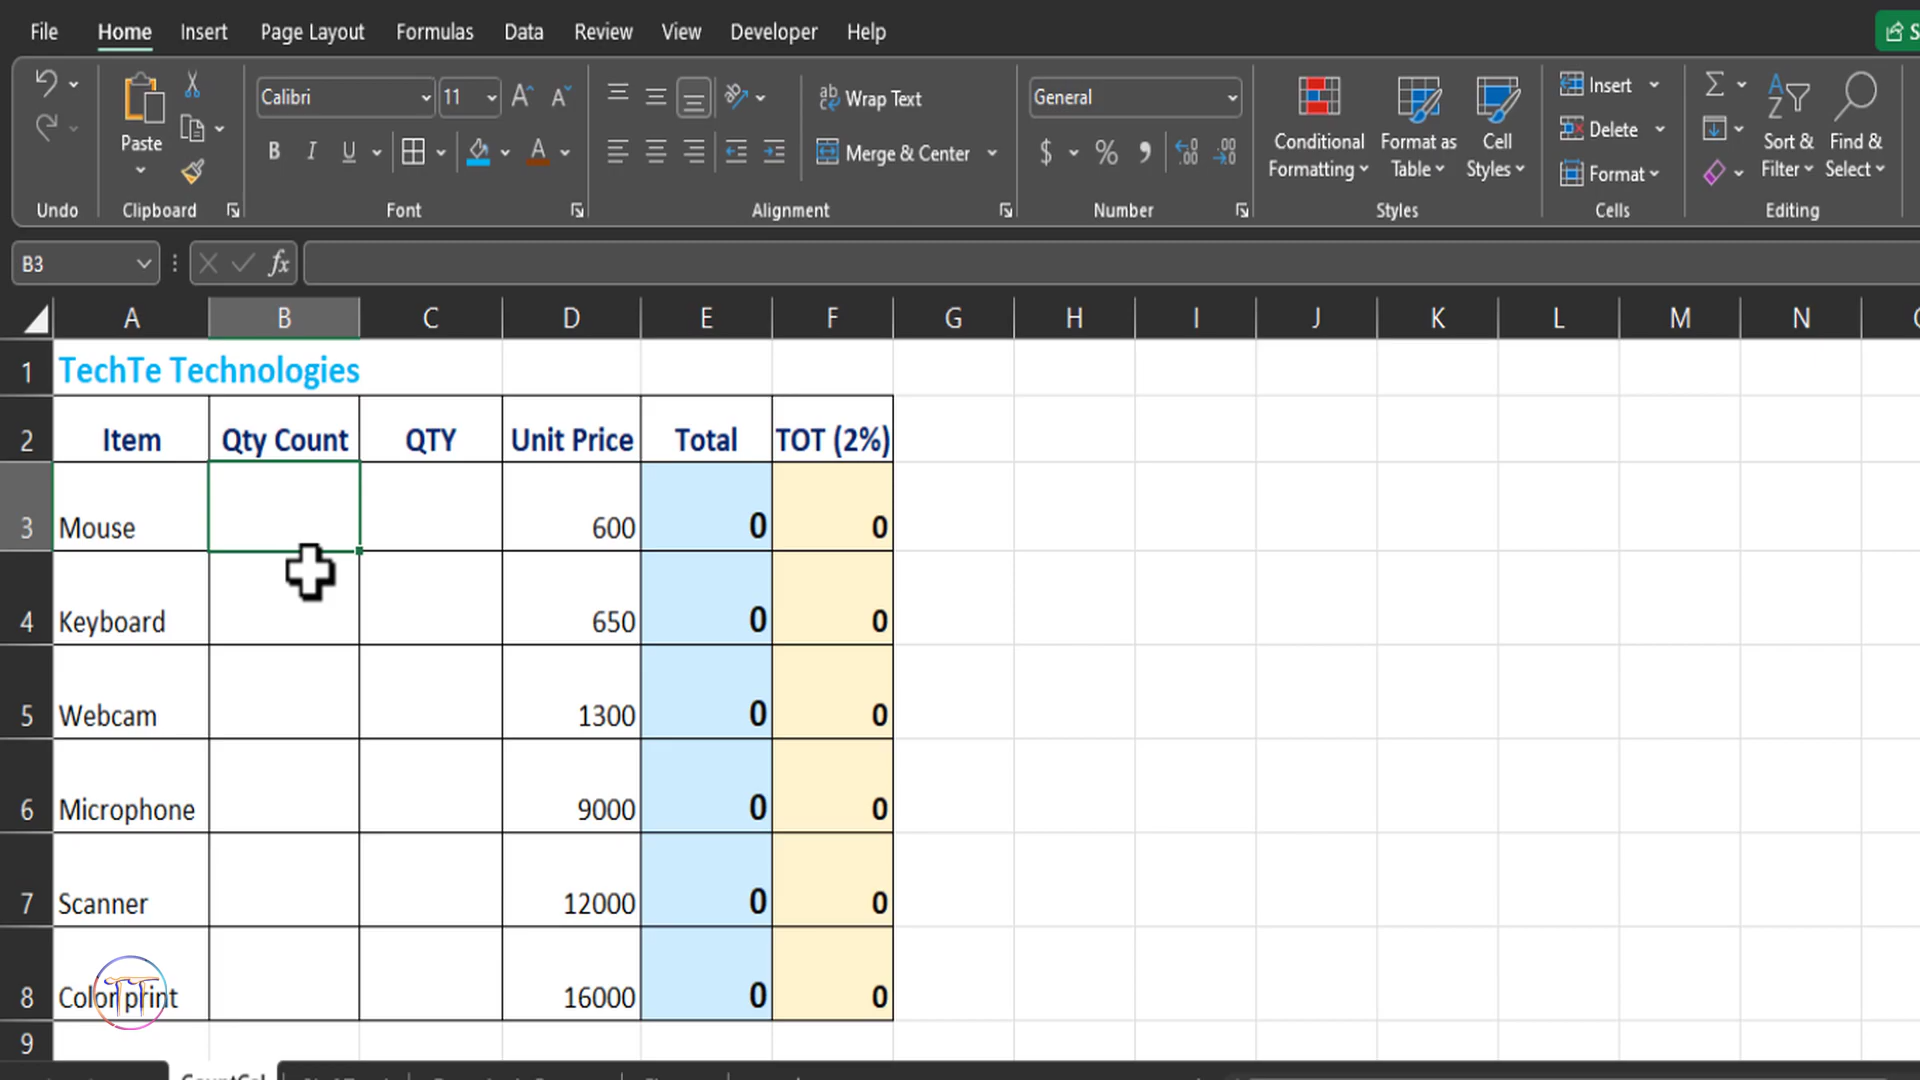 File Home Insert Page Layout Formulas Data Review View Developer Help
Calibri 11 Wrap Text General Insert
Paste Conditional Format as Cell Delete Sort & Find &
B I U A Merge & Center $ % Formatting Table Styles Format Filter Select
Undo Clipboard Font Alignment Number Styles Cells Editing
B3 fx
A B C D E F G H I J K L M N
1 TechTe Technologies
2 Item Qty Count QTY Unit Price Total TOT (2%)
3 Mouse 600 0 0
4 Keyboard 650 0 0
5 Webcam 1300 0 0
6 Microphone 9000 0 0
7 Scanner 12000 0 0
8 Color print 16000 0 0
9